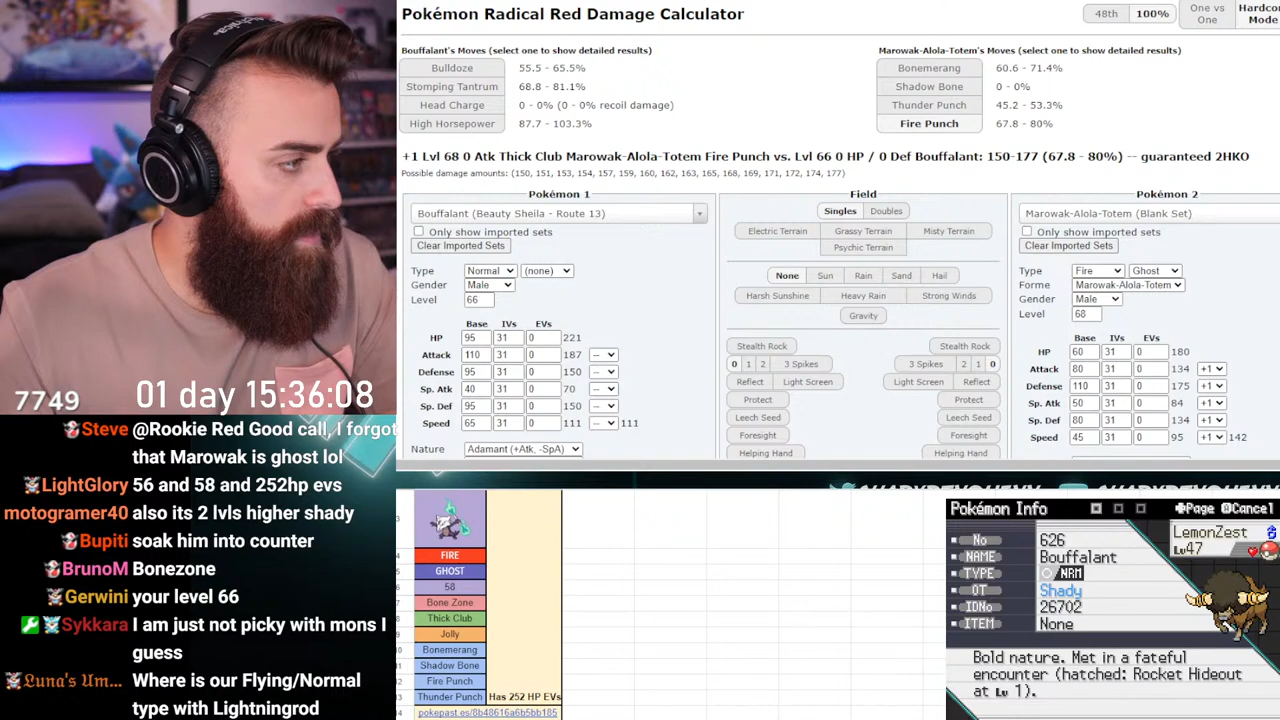 Pokémon Radical Red Damage Calculator
48th 100% One vs One Hardcore Mode
Bouffalant's Moves (select one to show detailed results)
Bulldoze 55.5 - 65.5%
Stomping Tantrum 68.8 - 81.1%
Head Charge 0 - 0% (0 - 0% recoil damage)
High Horsepower 87.7 - 103.3%
Marowak-Alola-Totem's Moves (select one to show detailed results)
Bonemerang 60.6 - 71.4%
Shadow Bone 0 - 0%
Thunder Punch 45.2 - 53.3%
Fire Punch 67.8 - 80%
+1 Lvl 68 0 Atk Thick Club Marowak-Alola-Totem Fire Punch vs. Lvl 66 0 HP / 0 Def Bouffalant: 150-177 (67.8 - 80%) -- guaranteed 2HKO
Possible damage amounts: (150, 151, 153, 154, 157, 159, 160, 162, 163, 165, 168, 169, 171, 172, 174, 177)
Pokémon 1
Bouffalant (Beauty Sheila - Route 13)
Only show imported sets
Clear Imported Sets
Type Normal (none)
Gender Male
Level 66
Base IVs EVs
HP 95 31 0 221
Attack 110 31 0 187 --
Defense 95 31 0 150 --
Sp. Atk 40 31 0 70 --
Sp. Def 95 31 0 150 --
Speed 65 31 0 111 -- 111
Nature Adamant (+Atk, -SpA)
Field
Singles Doubles
Electric Terrain Grassy Terrain Misty Terrain
Psychic Terrain
None Sun Rain Sand Hail
Harsh Sunshine Heavy Rain Strong Winds
Gravity
Stealth Rock Stealth Rock
0 1 2 3 Spikes 3 Spikes 2 1 0
Reflect Light Screen Light Screen Reflect
Protect Protect
Leech Seed Leech Seed
Foresight Foresight
Helping Hand Helping Hand
Pokémon 2
Marowak-Alola-Totem (Blank Set)
Only show imported sets
Clear Imported Sets
Type Fire Ghost
Forme Marowak-Alola-Totem
Gender Male
Level 68
Base IVs EVs
HP 60 31 0 180
Attack 80 31 0 134 +1
Defense 110 31 0 175 +1
Sp. Atk 50 31 0 84 +1
Sp. Def 80 31 0 134 +1
Speed 45 31 0 95 +1 142
7749 01 day 15:36:08
Steve @Rookie Red Good call, I forgot
that Marowak is ghost lol
LightGlory 56 and 58 and 252hp evs
motogramer40 also its 2 lvls higher shady
Bupiti soak him into counter
BrunoM Bonezone
Gerwini your level 66
Sykkara I am just not picky with mons I
guess
Luna's Um... Where is our Flying/Normal
type with Lightningrod
FIRE
GHOST
58
Bone Zone
Thick Club
Jolly
Bonemerang
Shadow Bone
Fire Punch
Thunder Punch Has 252 HP EVs
pokepast.es/8b48616a6b5bb185
Pokémon Info Page Cancel
No 626
NAME Bouffalant
TYPE NRM
OT Shady
IDNo 26702
ITEM None
LemonZest
Lv47
Bold nature. Met in a fateful
encounter (hatched: Rocket Hideout
at Lv 1).